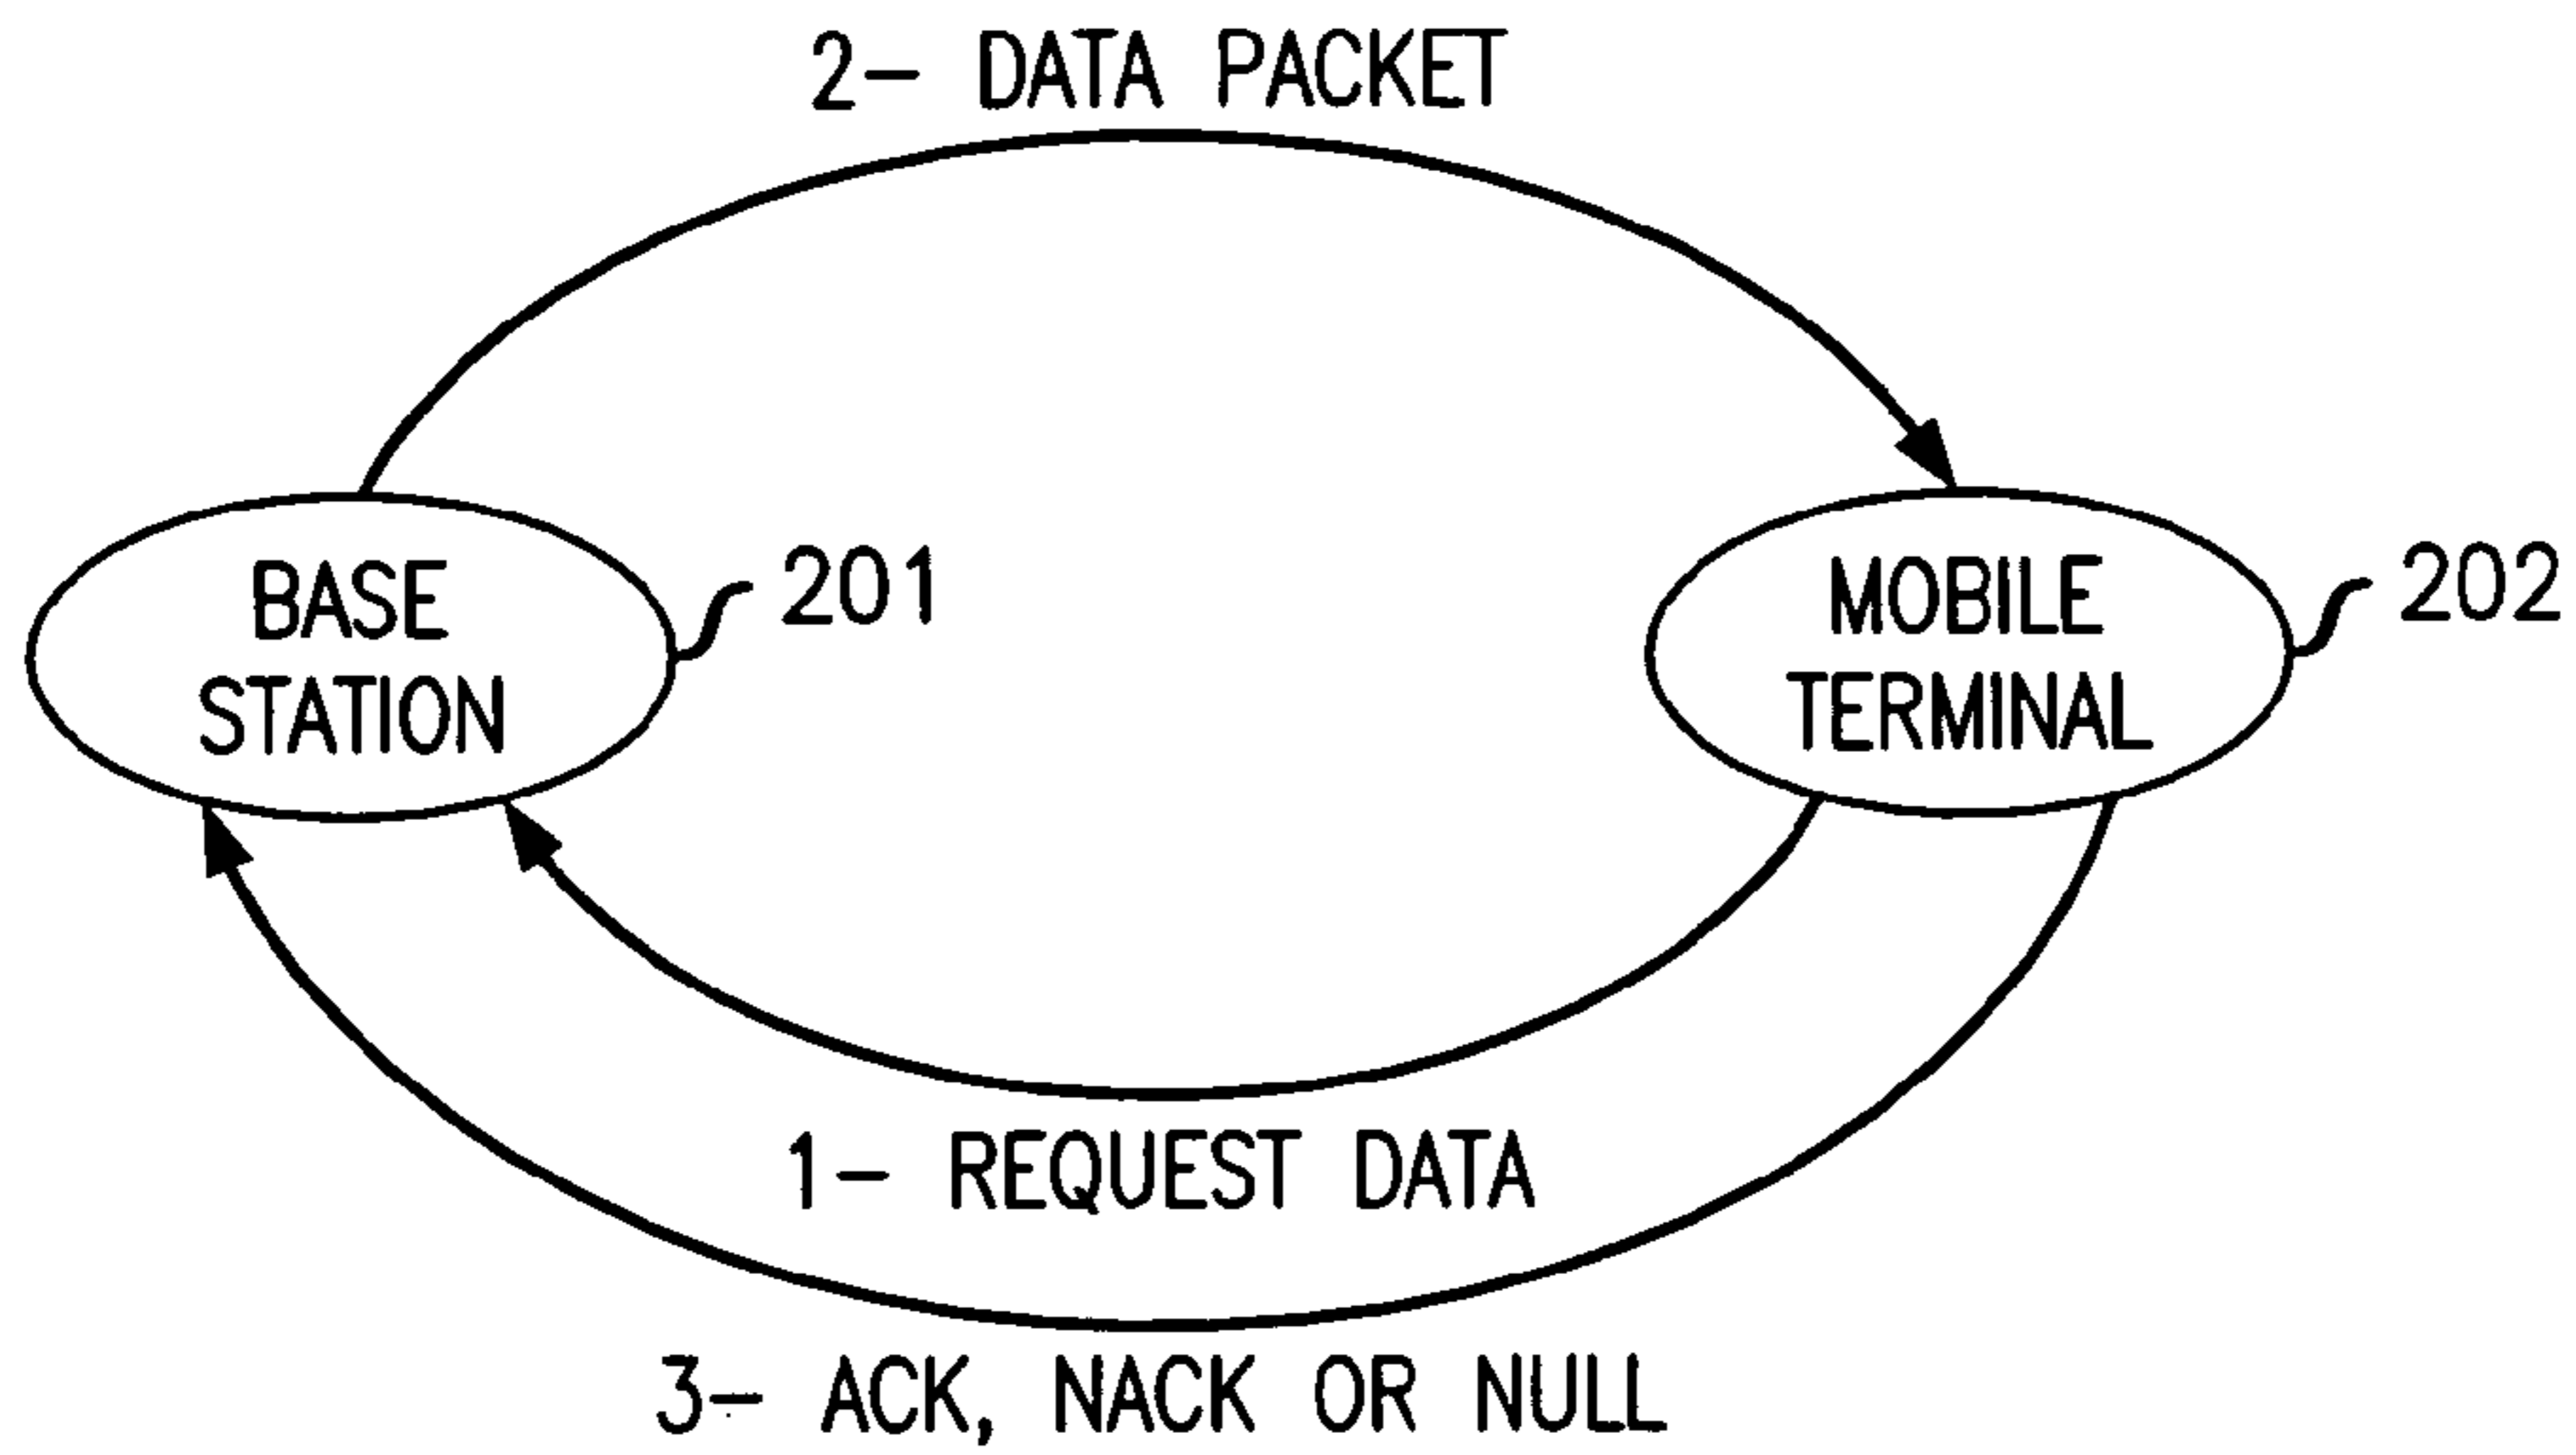 2- DATA PACKET
BASE
STATION
201
MOBILE
TERMINAL
202
1- REQUEST DATA
3- ACK, NACK OR NULL